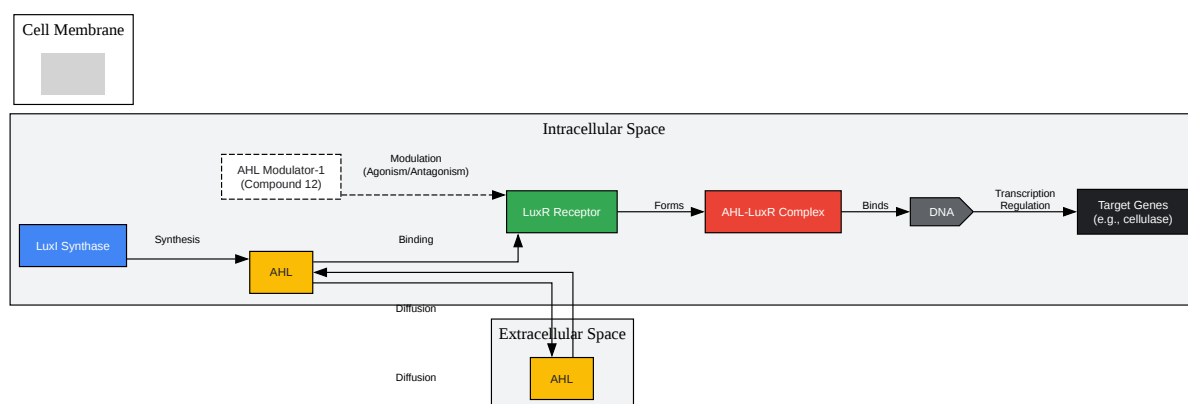 Cell Membrane
Intracellular Space
AHL Modulator-1
(Compound 12)
Modulation
(Agonism/Antagonism)
LuxR Receptor
Forms
AHL-LuxR Complex
Binds
DNA
Transcription
Regulation
Target Genes
(e.g., cellulase)
LuxI Synthase
Synthesis
AHL
Binding
Diffusion
Extracellular Space
Diffusion
AHL